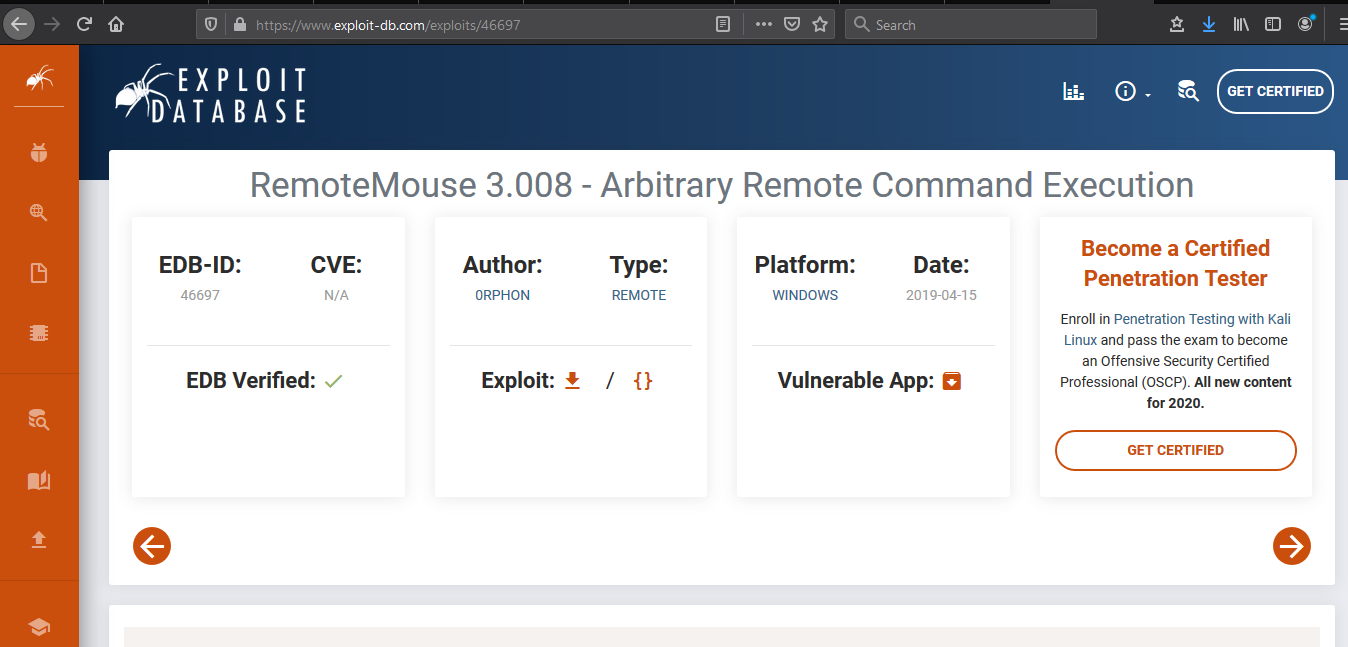 https://www.exploit-db.com/exploits/46697
Search
EXPLOIT
DATABASE
GET CERTIFIED
RemoteMouse 3.008 - Arbitrary Remote Command Execution
EDB-ID:
46697
CVE:
N/A
EDB Verified:
Author:
0RPHON
Type:
REMOTE
Exploit: / {}
Platform:
WINDOWS
Date:
2019-04-15
Vulnerable App:
Become a Certified
Penetration Tester
Enroll in Penetration Testing with Kali
Linux and pass the exam to become
an Offensive Security Certified
Professional (OSCP). All new content
for 2020.
GET CERTIFIED